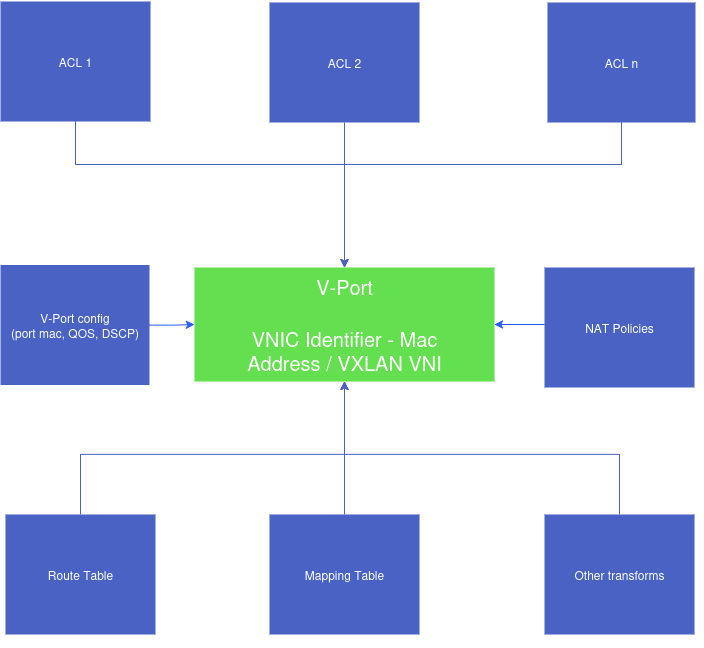 ACL 1
ACL 2
ACL n
V-Port config
(port mac, QOS, DSCP)
V-Port
VNIC Identifier - Mac
Address / VXLAN VNI
NAT Policies
Route Table
Mapping Table
Other transforms